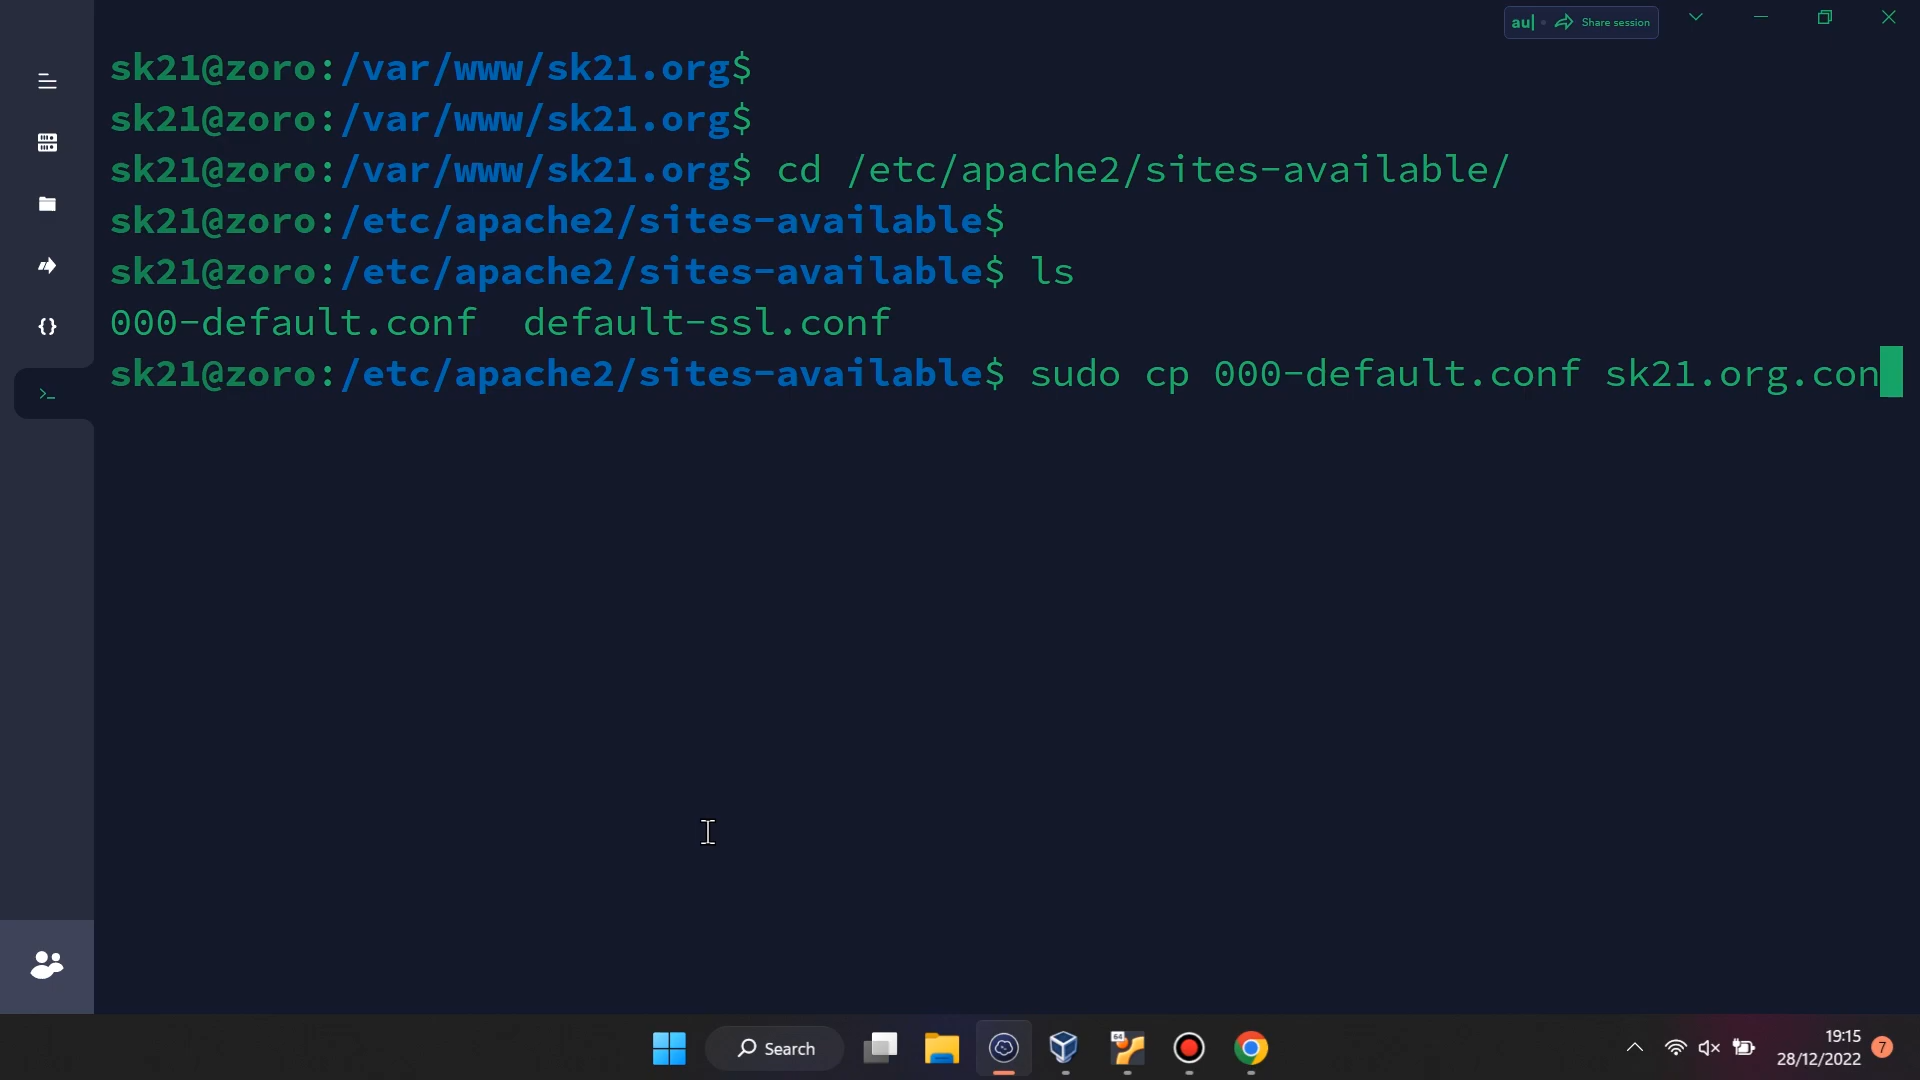 au| Share session
sk21@zoro:/var/www/sk21.org$
sk21@zoro:/var/www/sk21.org$
sk21@zoro:/var/www/sk21.org$ cd /etc/apache2/sites-available/
sk21@zoro:/etc/apache2/sites-available$
sk21@zoro:/etc/apache2/sites-available$ ls
000-default.conf  default-ssl.conf
sk21@zoro:/etc/apache2/sites-available$ sudo cp 000-default.conf sk21.org.con
Search
64
19:15
28/12/2022
7